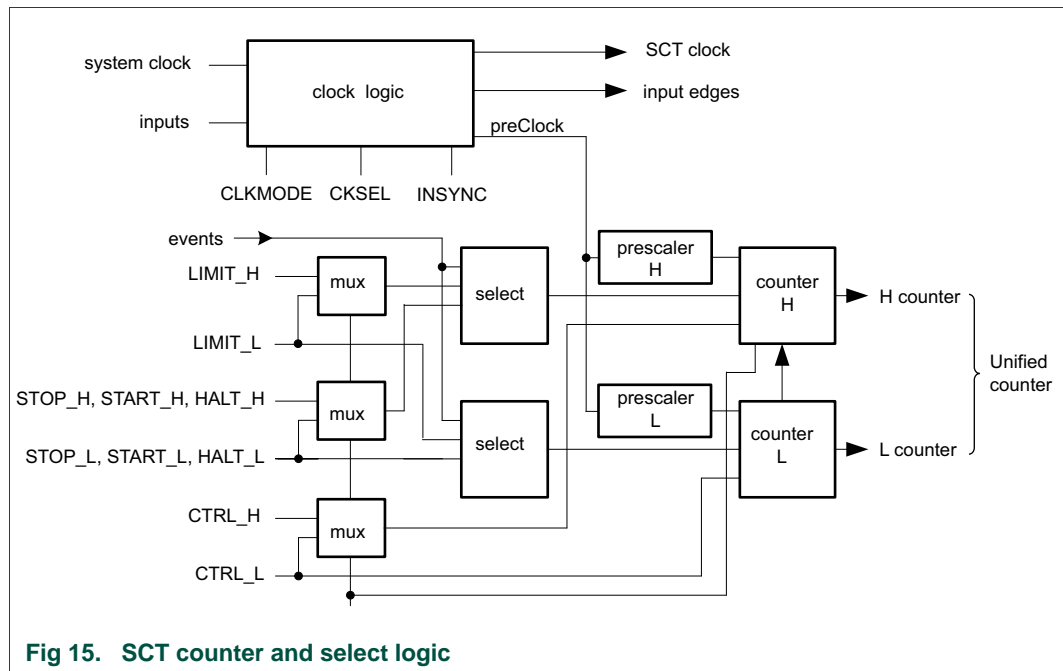 system clock
inputs
clock logic
SCT clock
input edges
preClock
CLKMODE
CKSEL
INSYNC
events
LIMIT_H
mux
LIMIT_L
select
prescaler
H
counter
H
H counter
STOP_H, START_H, HALT_H
mux
STOP_L, START_L, HALT_L
select
prescaler
L
counter
L
L counter
Unified
counter
CTRL_H
mux
CTRL_L
Fig 15. SCT counter and select logic